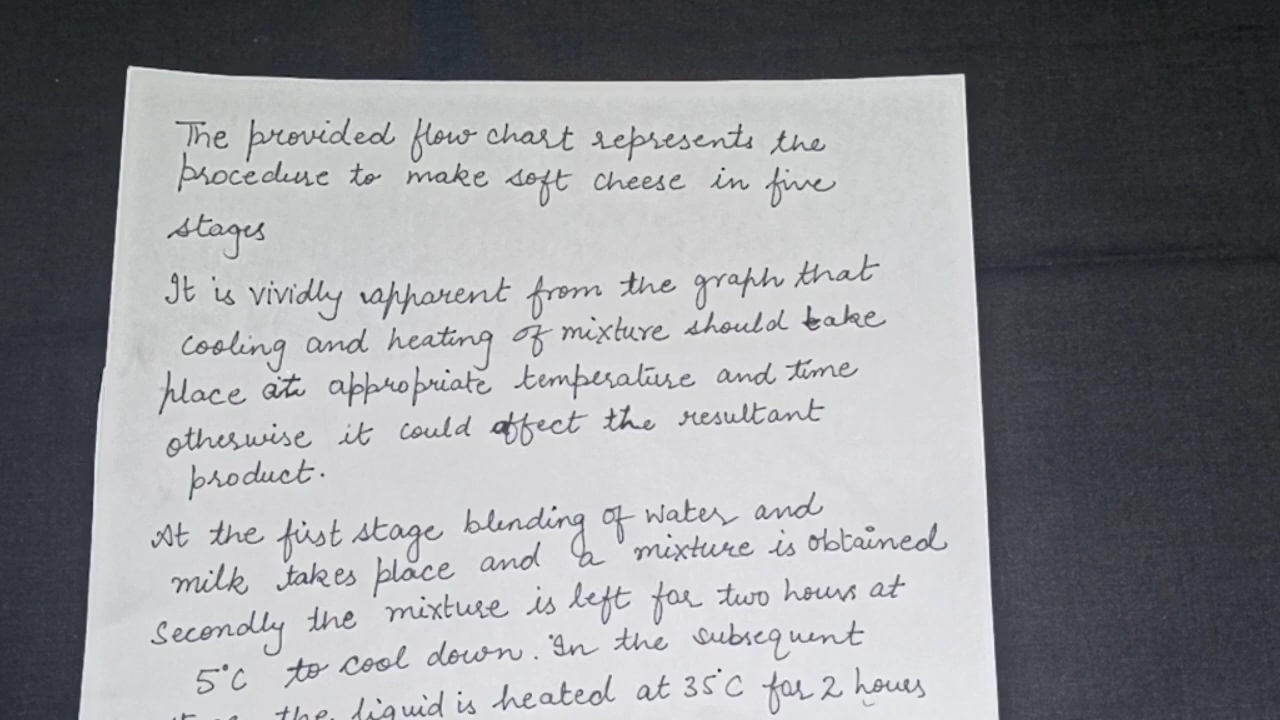 The provided flow chart represents the
procedure to make soft cheese in five
stages
It is vividly apparent from the graph that
cooling and heating of mixture should take
place at appropriate temperature and time
otherwise it could affect the resultant
product.
At the first stage blending of water and
milk takes place and a mixture is obtained
Secondly the mixture is left for two hours at
5°C to cool down. In the subsequent
the liquid is heated at 35°C for 2 hours